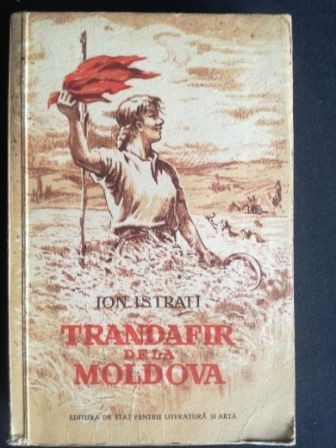 ION ISTRATI
TRANDAFIR
DE LA
MOLDOVA
EDITURA DE STAT PENTRU LITERATURĂ ȘI ARTĂ